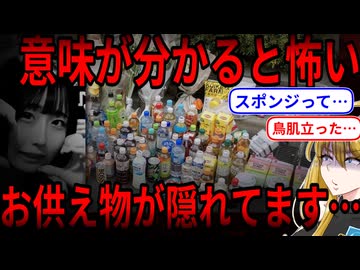 意味が分かると怖い
スポンジって…
鳥肌立った…
お供え物が隠れてます…